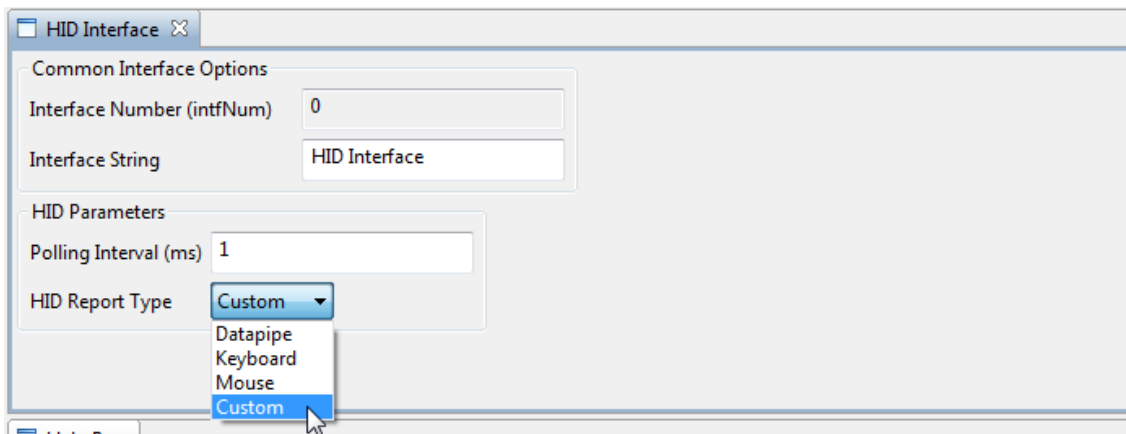 HID Interface
Common Interface Options
Interface Number (intfNum) 0
Interface String HID Interface
HID Parameters
Polling Interval (ms) 1
HID Report Type Custom
Datapipe
Keyboard
Mouse
Custom